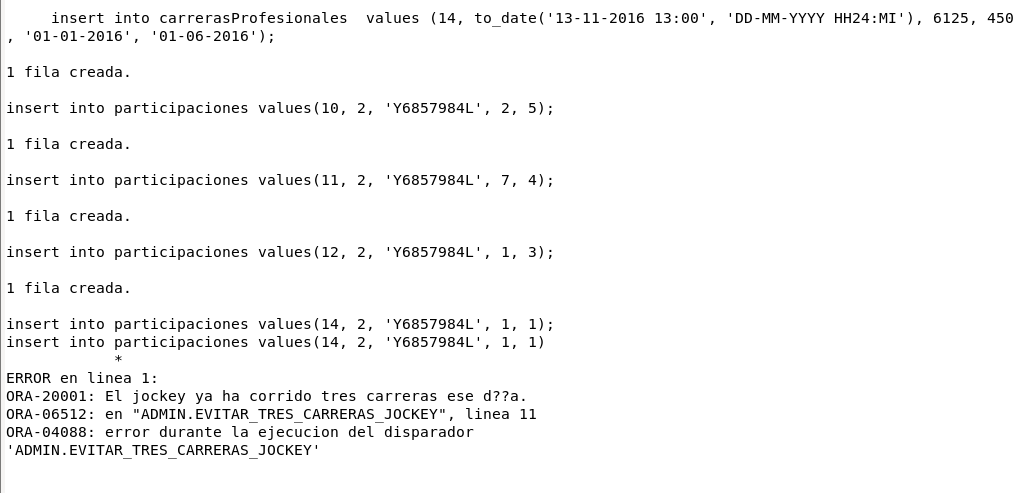 insert into carrerasProfesionales  values (14, to_date('13-11-2016 13:00', 'DD-MM-YYYY HH24:MI'), 6125, 450
, '01-01-2016', '01-06-2016');
1 fila creada.
insert into participaciones values(10, 2, 'Y6857984L', 2, 5);
1 fila creada.
insert into participaciones values(11, 2, 'Y6857984L', 7, 4);
1 fila creada.
insert into participaciones values(12, 2, 'Y6857984L', 1, 3);
1 fila creada.
insert into participaciones values(14, 2, 'Y6857984L', 1, 1);
insert into participaciones values(14, 2, 'Y6857984L', 1, 1)
*
ERROR en linea 1:
ORA-20001: El jockey ya ha corrido tres carreras ese d??a.
ORA-06512: en "ADMIN.EVITAR_TRES_CARRERAS_JOCKEY", linea 11
ORA-04088: error durante la ejecucion del disparador
'ADMIN.EVITAR_TRES_CARRERAS_JOCKEY'